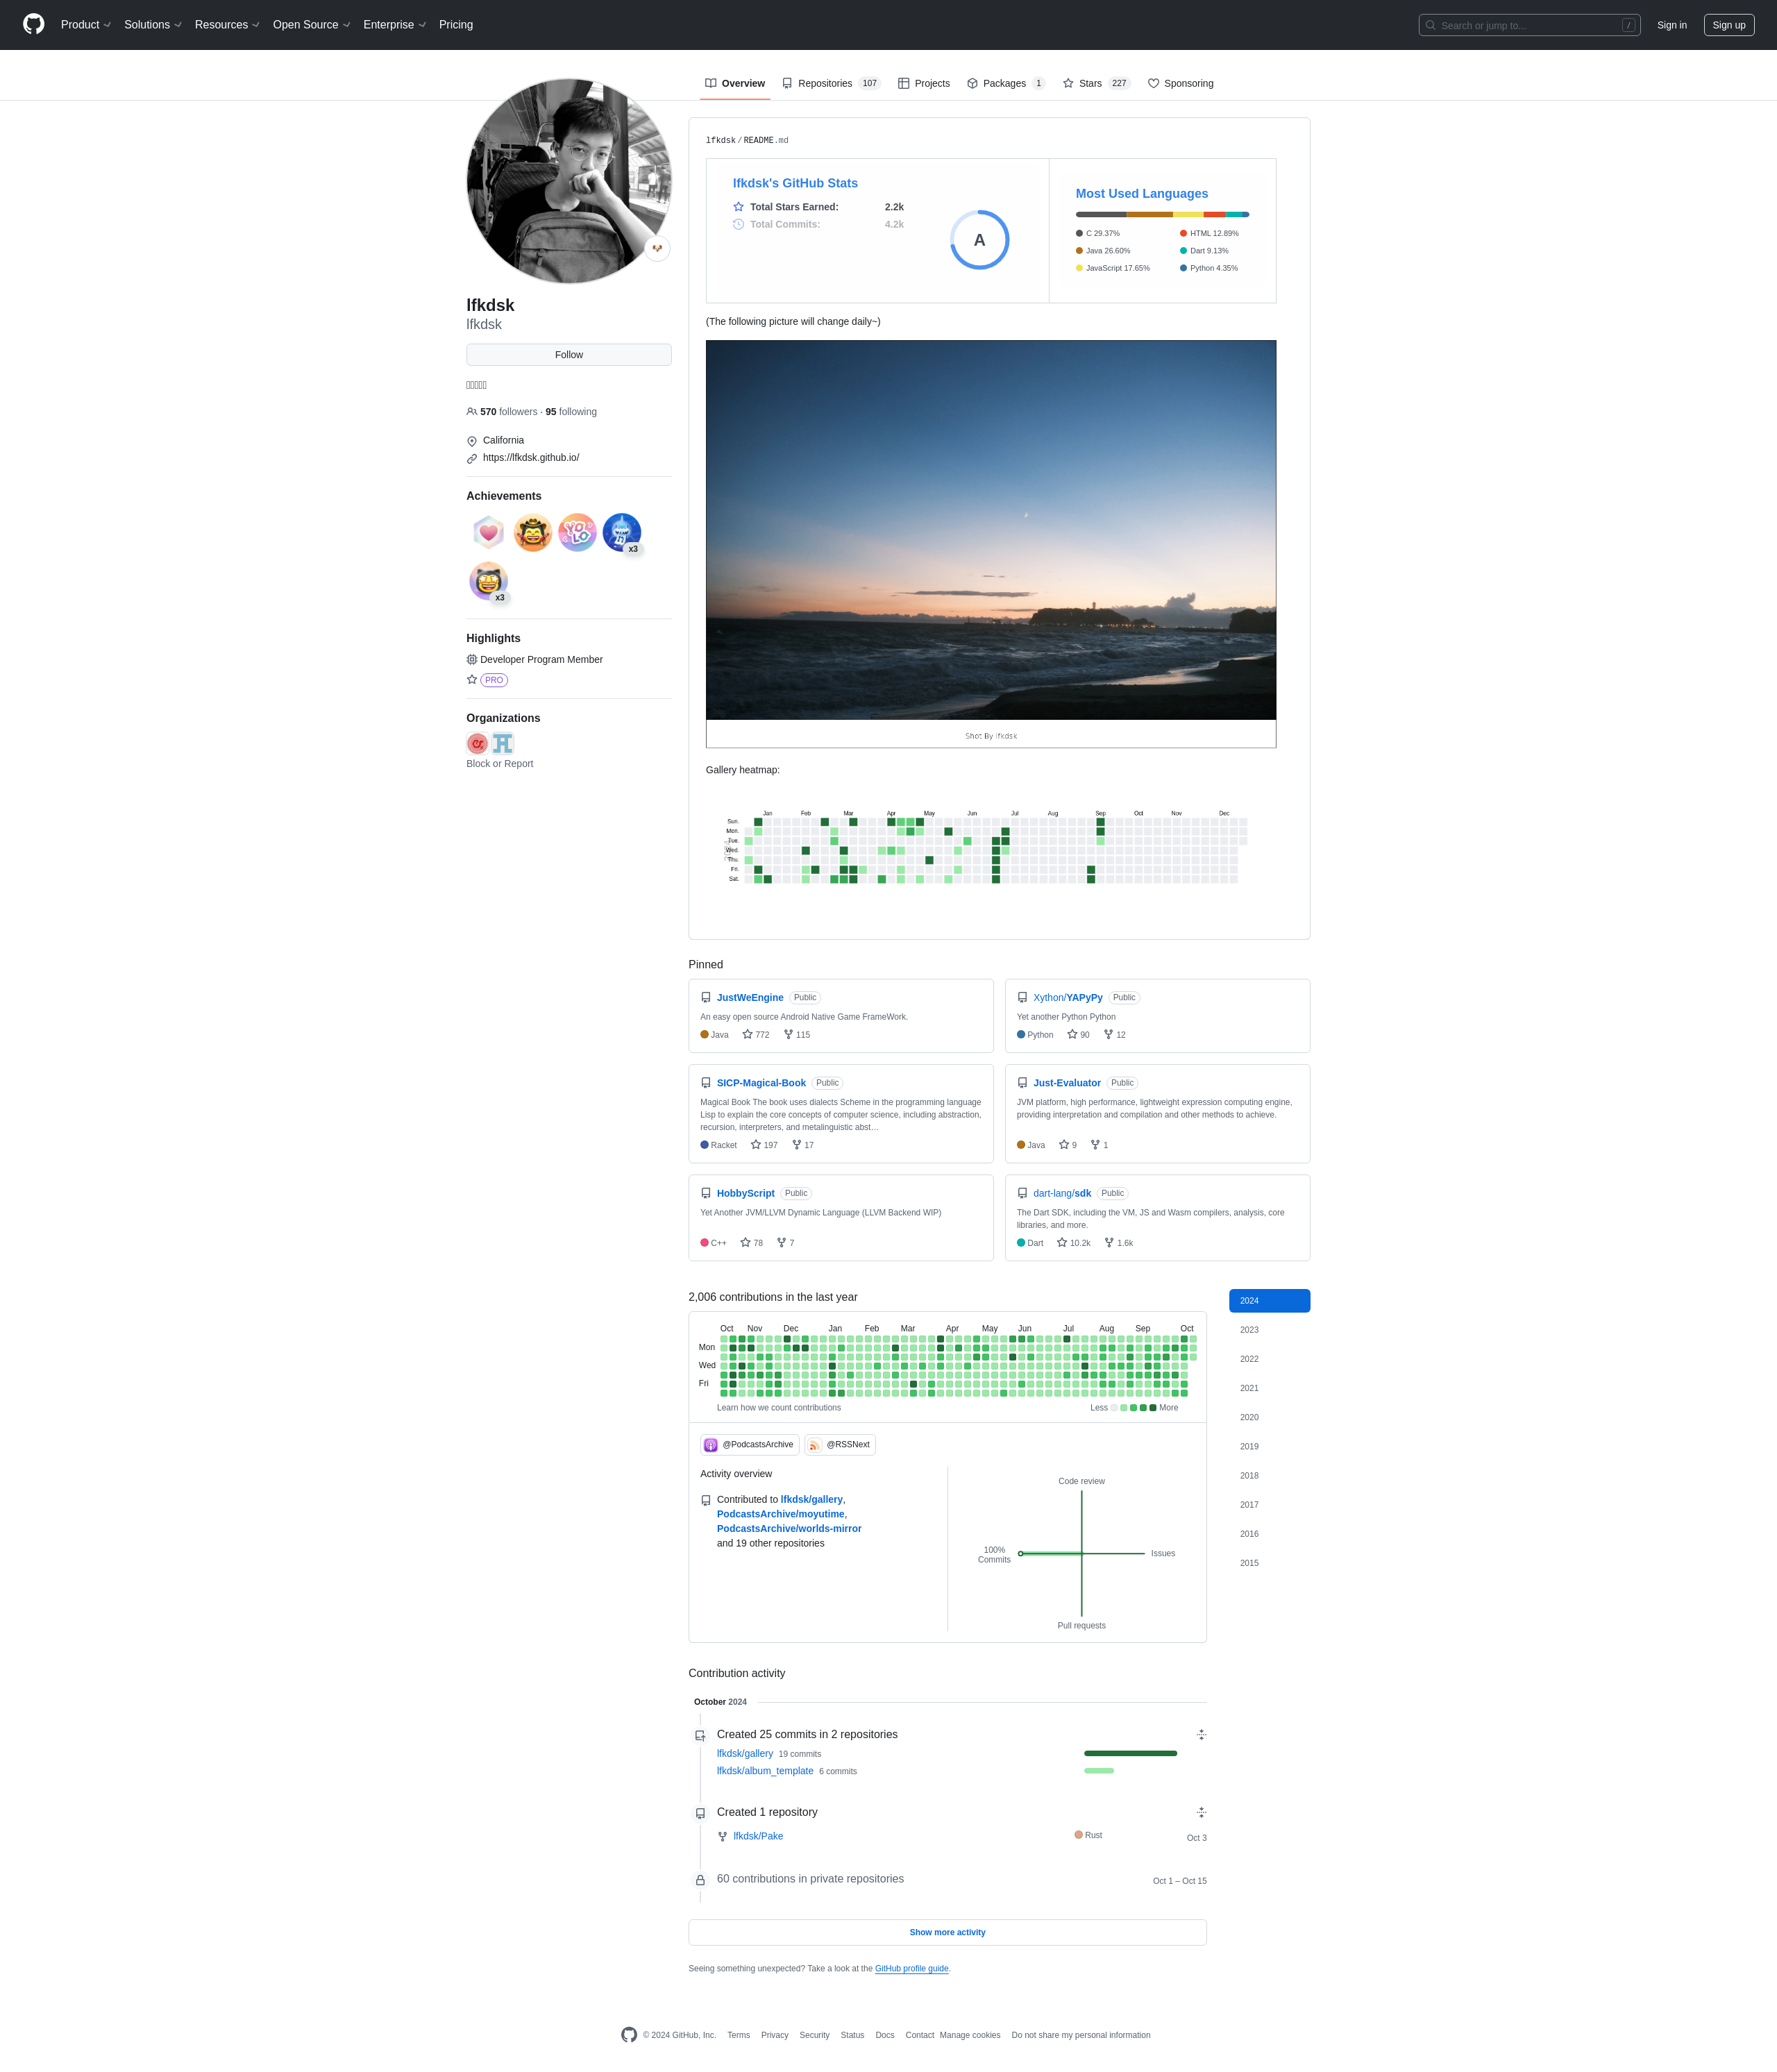 Product Solutions Resources Open Source Enterprise Pricing Search or jump to... / Sign in Sign up
Overview Repositories 107 Projects Packages 1 Stars 227 Sponsoring
lfkdsk
lfkdsk
Follow
570 followers · 95 following
California
https://lfkdsk.github.io/
Achievements
YOLO
x3
x3
Highlights
Developer Program Member
PRO
Organizations
Block or Report
lfkdsk/README.md
lfkdsk's GitHub Stats
Total Stars Earned: 2.2k
Total Commits: 4.2k
A
Most Used Languages
C 29.37% HTML 12.89%
Java 26.60% Dart 9.13%
JavaScript 17.65% Python 4.35%
(The following picture will change daily~)
Shot By lfkdsk
Gallery heatmap:
Jan Feb Mar Apr May Jun Jul Aug Sep Oct Nov Dec
Sun.
Mon.
Tue.
Wed.
Thu.
Fri.
Sat.
Pinned
JustWeEngine Public
An easy open source Android Native Game FrameWork.
Java 772 115
Xython/YAPyPy Public
Yet another Python Python
Python 90 12
SICP-Magical-Book Public
Magical Book The book uses dialects Scheme in the programming language
Lisp to explain the core concepts of computer science, including abstraction,
recursion, interpreters, and metalinguistic abst…
Racket 197 17
Just-Evaluator Public
JVM platform, high performance, lightweight expression computing engine,
providing interpretation and compilation and other methods to achieve.
Java 9 1
HobbyScript Public
Yet Another JVM/LLVM Dynamic Language (LLVM Backend WIP)
C++ 78 7
dart-lang/sdk Public
The Dart SDK, including the VM, JS and Wasm compilers, analysis, core
libraries, and more.
Dart 10.2k 1.6k
2,006 contributions in the last year
Oct Nov Dec Jan Feb Mar Apr May Jun Jul Aug Sep Oct
Mon
Wed
Fri
Learn how we count contributions Less More
@PodcastsArchive @RSSNext
Activity overview
Contributed to lfkdsk/gallery,
PodcastsArchive/moyutime,
PodcastsArchive/worlds-mirror
and 19 other repositories
Code review
100%
Commits
Issues
Pull requests
2024
2023
2022
2021
2020
2019
2018
2017
2016
2015
Contribution activity
October 2024
Created 25 commits in 2 repositories
lfkdsk/gallery 19 commits
lfkdsk/album_template 6 commits
Created 1 repository
lfkdsk/Pake Rust Oct 3
60 contributions in private repositories Oct 1 – Oct 15
Show more activity
Seeing something unexpected? Take a look at the GitHub profile guide.
© 2024 GitHub, Inc. Terms Privacy Security Status Docs Contact Manage cookies Do not share my personal information